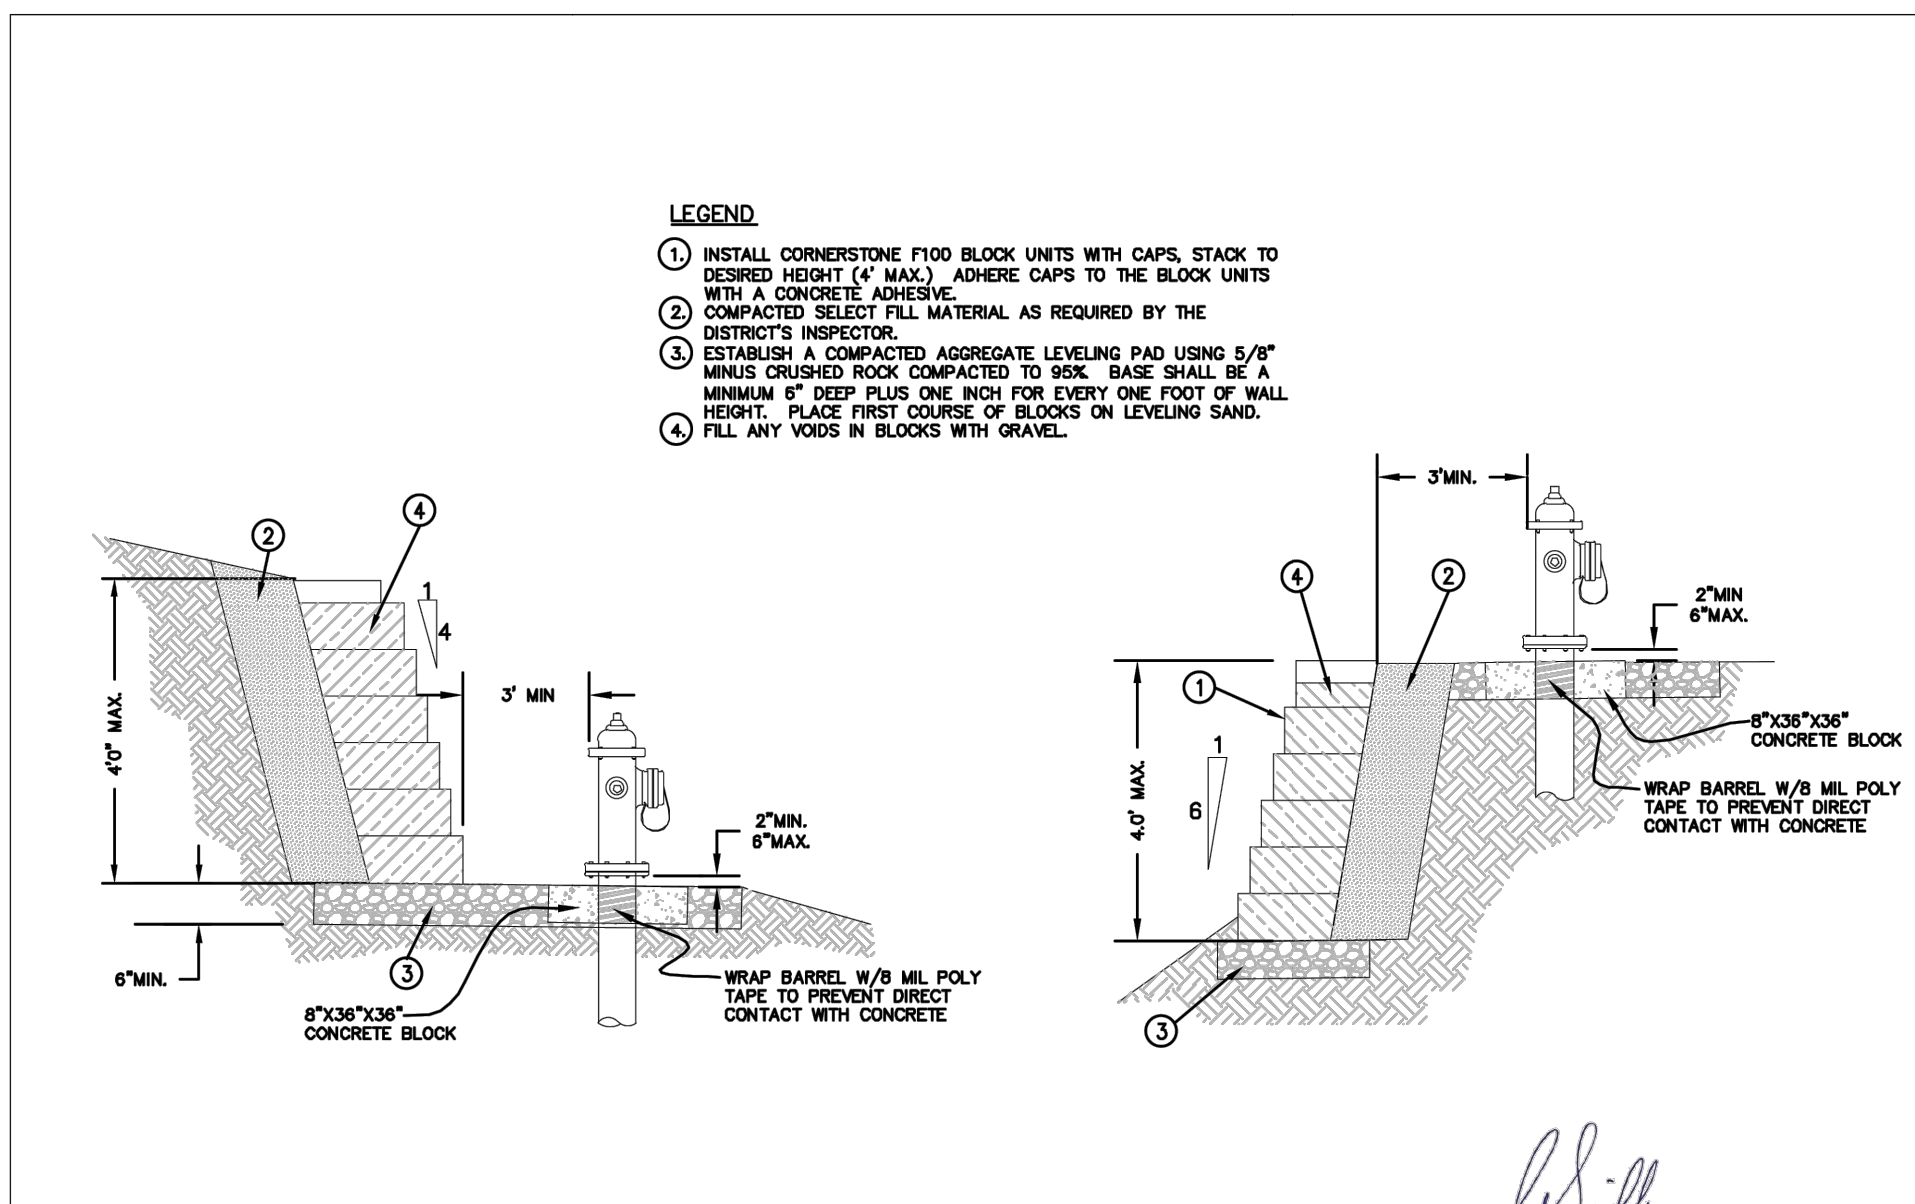 LEGEND
1. INSTALL CORNERSTONE F100 BLOCK UNITS WITH CAPS, STACK TO
DESIRED HEIGHT (4' MAX.) ADHERE CAPS TO THE BLOCK UNITS
WITH A CONCRETE ADHESIVE.
2. COMPACTED SELECT FILL MATERIAL AS REQUIRED BY THE
DISTRICT'S INSPECTOR.
3. ESTABLISH A COMPACTED AGGREGATE LEVELING PAD USING 5/8"
MINUS CRUSHED ROCK COMPACTED TO 95%. BASE SHALL BE A
MINIMUM 6" DEEP PLUS ONE INCH FOR EVERY ONE FOOT OF WALL
HEIGHT. PLACE FIRST COURSE OF BLOCKS ON LEVELING SAND.
4. FILL ANY VOIDS IN BLOCKS WITH GRAVEL.
2
4
1
4
3' MIN
4'0" MAX.
2"MIN.
6"MAX.
6"MIN.
3
8"X36"X36"
CONCRETE BLOCK
WRAP BARREL W/8 MIL POLY
TAPE TO PREVENT DIRECT
CONTACT WITH CONCRETE
3'MIN.
4
2
1
2"MIN
6"MAX.
1
6
4.0' MAX.
8"X36"X36"
CONCRETE BLOCK
WRAP BARREL W/8 MIL POLY
TAPE TO PREVENT DIRECT
CONTACT WITH CONCRETE
3